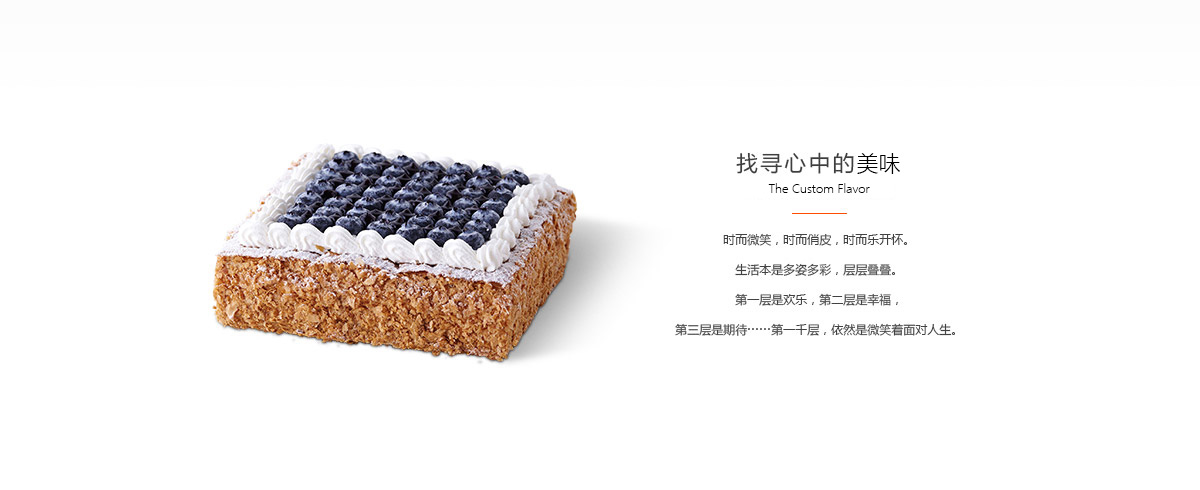 找寻心中的美味
The Custom Flavor
时而微笑，时而俏皮，时而乐开怀。
生活本是多姿多彩，层层叠叠。
第一层是欢乐，第二层是幸福，
第三层是期待……第一千层，依然是微笑着面对人生。